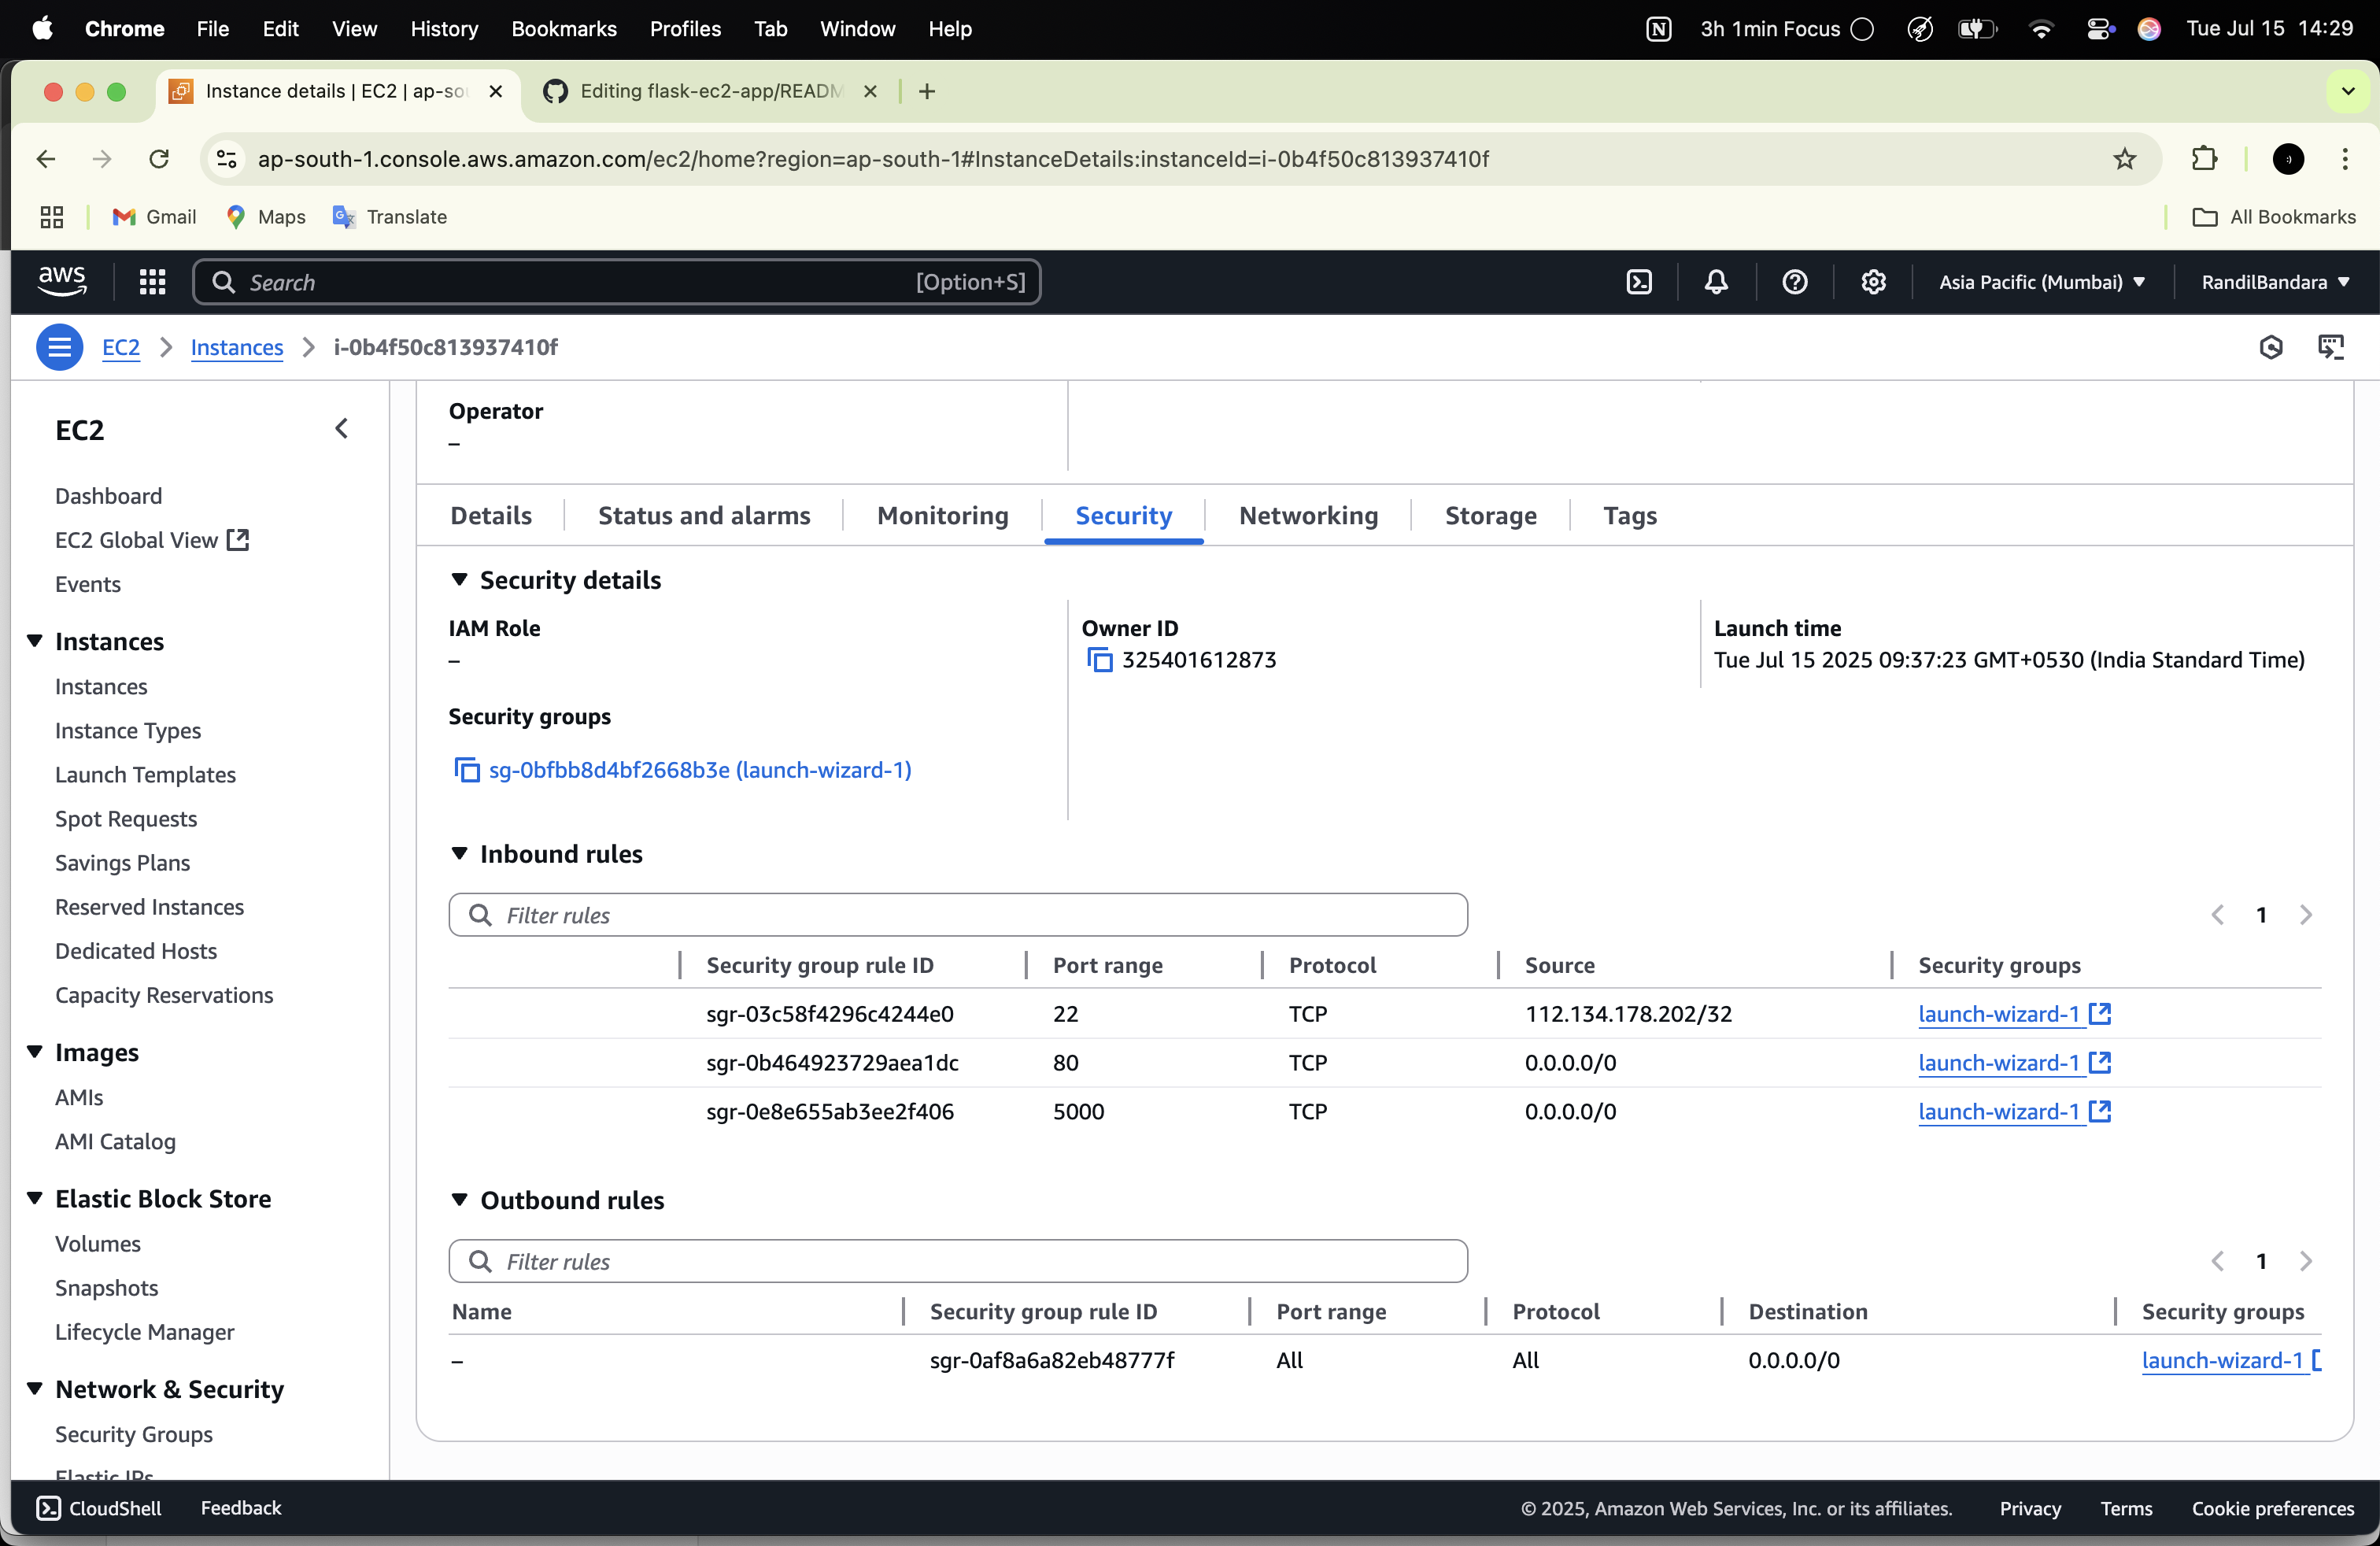 Chrome File Edit View History Bookmarks Profiles Tab Window Help 3h 1min Focus Tue Jul 15 14:29
Instance details | EC2 | ap-so Editing flask-ec2-app/READM
ap-south-1.console.aws.amazon.com/ec2/home?region=ap-south-1#InstanceDetails:instanceId=i-0b4f50c813937410f
Gmail Maps Translate All Bookmarks
aws Search [Option+S] Asia Pacific (Mumbai) RandilBandara
EC2 Instances i-0b4f50c813937410f
EC2
Dashboard
EC2 Global View
Events
Instances
Instances
Instance Types
Launch Templates
Spot Requests
Savings Plans
Reserved Instances
Dedicated Hosts
Capacity Reservations
Images
AMIs
AMI Catalog
Elastic Block Store
Volumes
Snapshots
Lifecycle Manager
Network & Security
Security Groups
Elastic IPs
Operator
–
Details Status and alarms Monitoring Security Networking Storage Tags
Security details
IAM Role
–
Owner ID
325401612873
Launch time
Tue Jul 15 2025 09:37:23 GMT+0530 (India Standard Time)
Security groups
sg-0bfbb8d4bf2668b3e (launch-wizard-1)
Inbound rules
Filter rules 1
Security group rule ID Port range Protocol Source Security groups
sgr-03c58f4296c4244e0 22 TCP 112.134.178.202/32 launch-wizard-1
sgr-0b464923729aea1dc 80 TCP 0.0.0.0/0 launch-wizard-1
sgr-0e8e655ab3ee2f406 5000 TCP 0.0.0.0/0 launch-wizard-1
Outbound rules
Filter rules 1
Name Security group rule ID Port range Protocol Destination Security groups
– sgr-0af8a6a82eb48777f All All 0.0.0.0/0 launch-wizard-1
CloudShell Feedback © 2025, Amazon Web Services, Inc. or its affiliates. Privacy Terms Cookie preferences